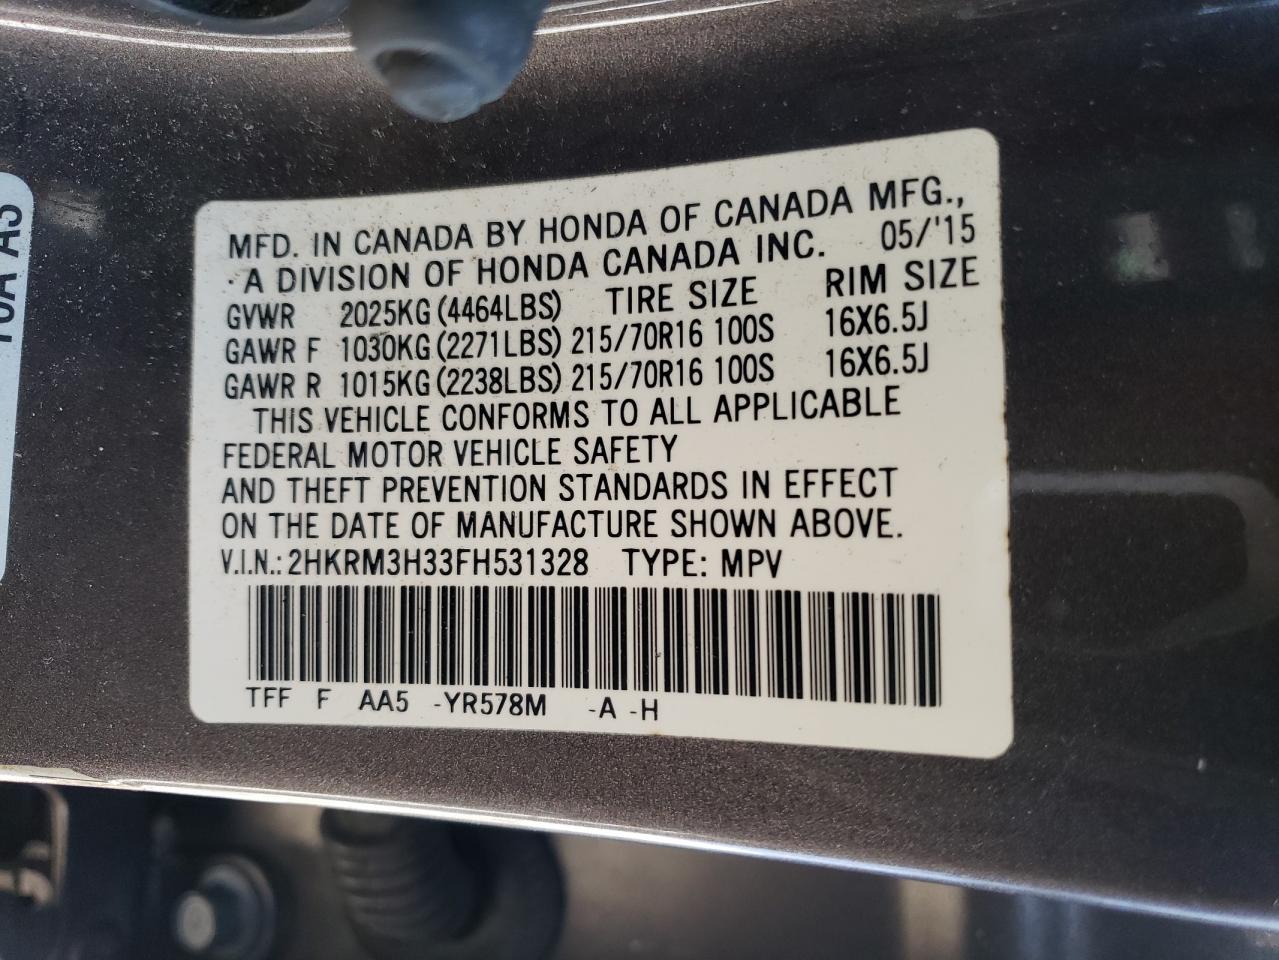 MFD. IN CANADA BY HONDA OF CANADA MFG.,
A DIVISION OF HONDA CANADA INC. 05/'15
GVWR 2025KG (4464LBS) TIRE SIZE RIM SIZE
GAWR F 1030KG (2271LBS) 215/70R16 100S 16X6.5J
GAWR R 1015KG (2238LBS) 215/70R16 100S 16X6.5J
THIS VEHICLE CONFORMS TO ALL APPLICABLE
FEDERAL MOTOR VEHICLE SAFETY
AND THEFT PREVENTION STANDARDS IN EFFECT
ON THE DATE OF MANUFACTURE SHOWN ABOVE.
V.I.N.: 2HKRM3H33FH531328 TYPE: MPV
TFF F AA5 -YR578M -A -H